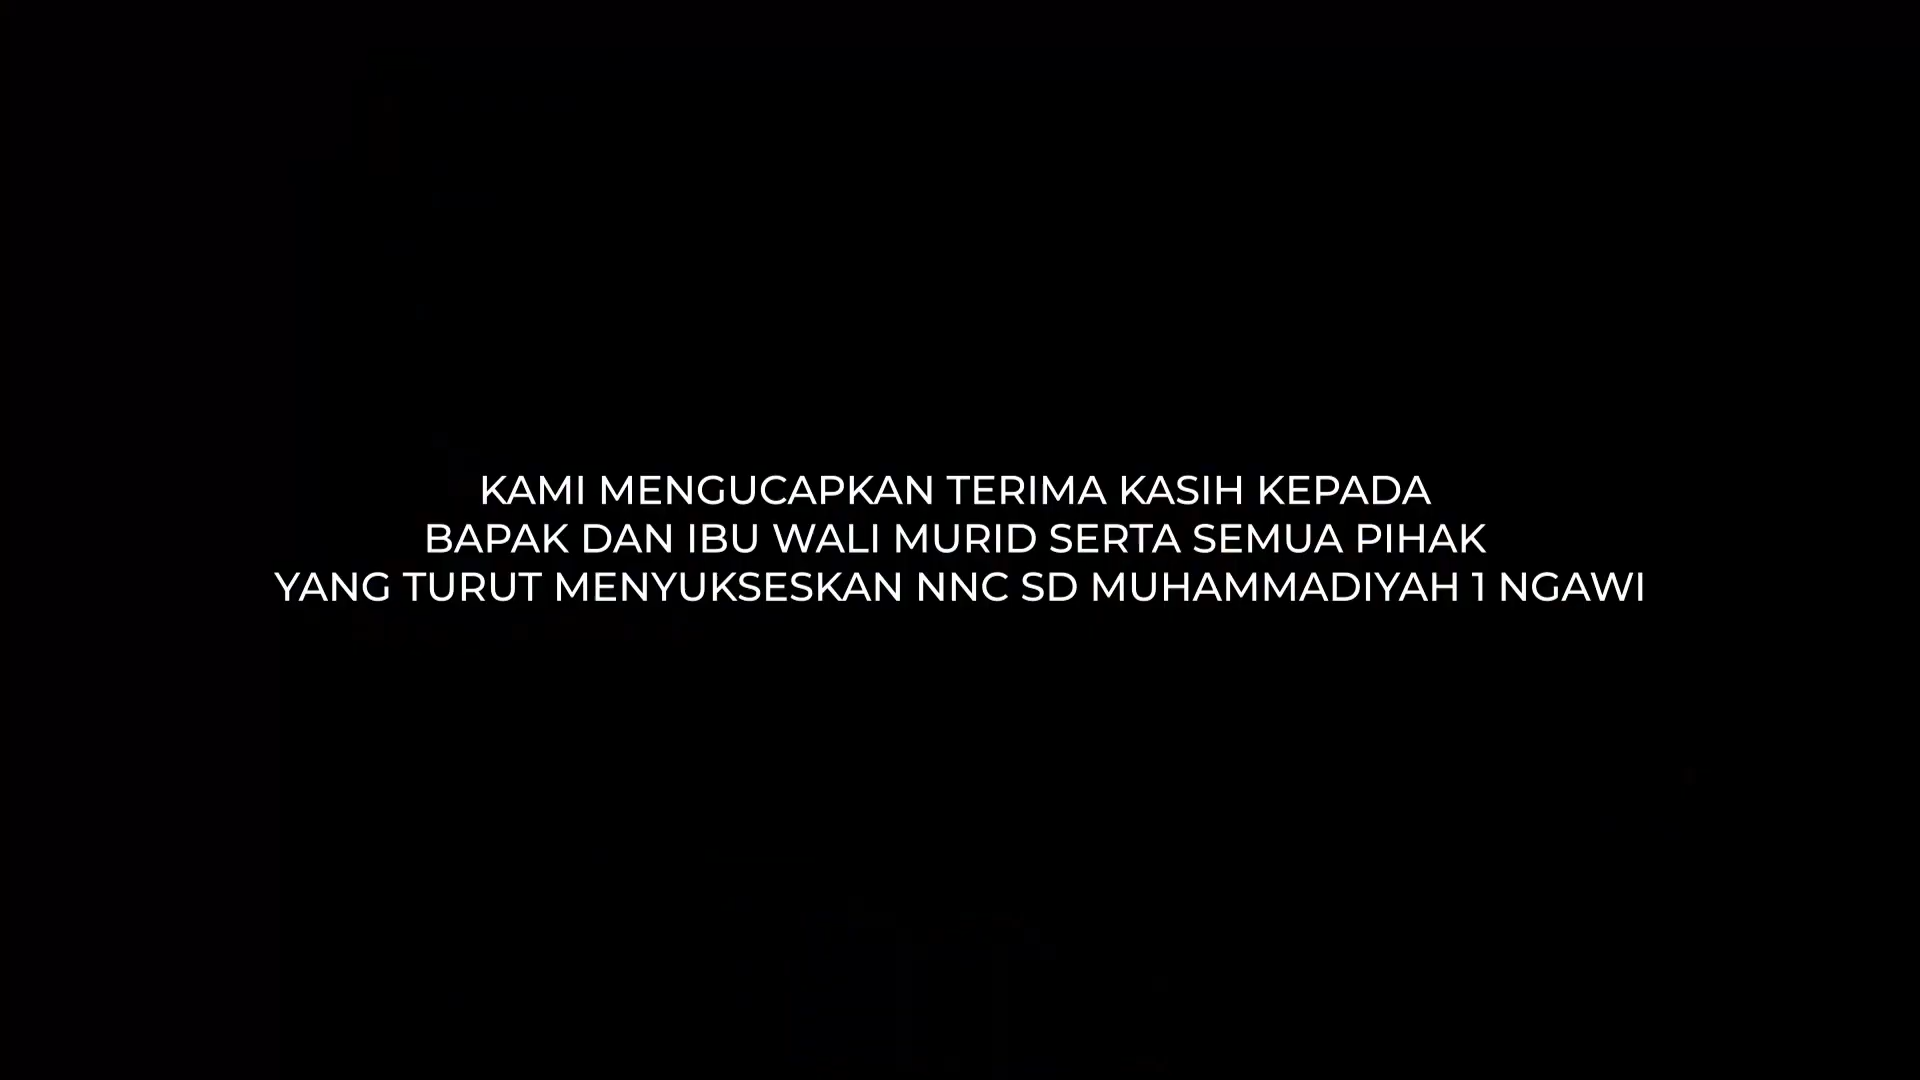 KAMI MENGUCAPKAN TERIMA KASIH KEPADA
BAPAK DAN IBU WALI MURID SERTA SEMUA PIHAK
YANG TURUT MENYUKSESKAN NNC SD MUHAMMADIYAH 1 NGAWI